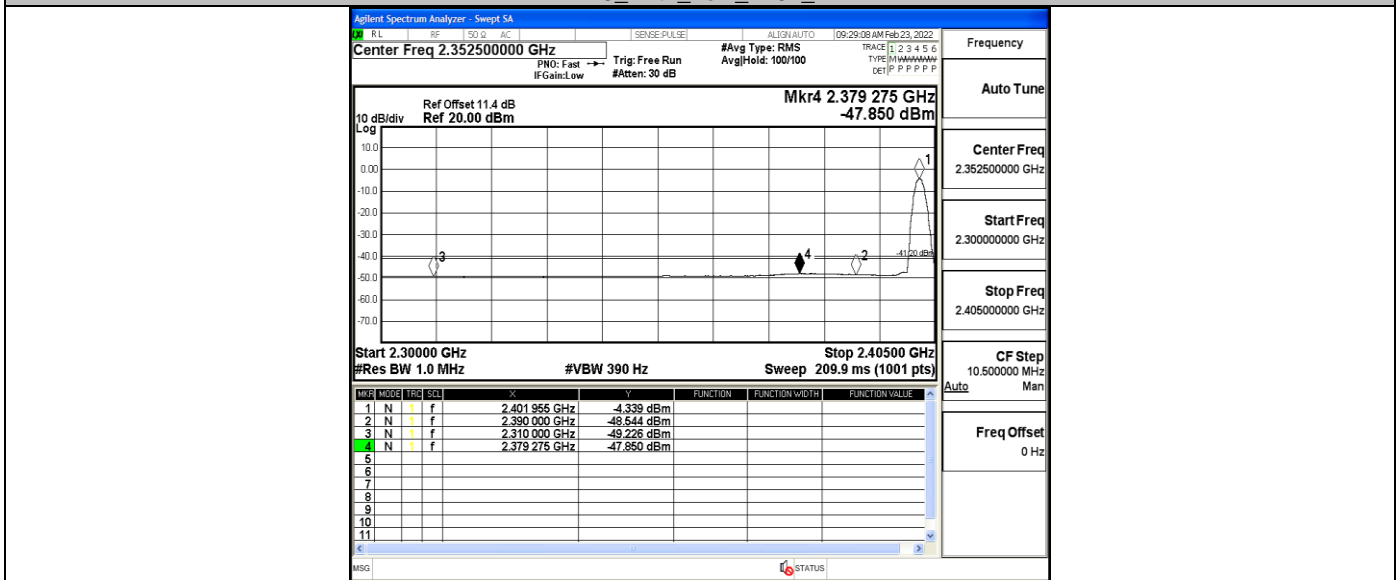 Agilent Spectrum Analyzer - Swept SA
LXI RL RF 50 Ω AC SENSE:PULSE ALIGN AUTO 09:29:08 AM Feb 23, 2022
Center Freq 2.352500000 GHz
PNO: Fast
IFGain:Low
Trig: Free Run
#Atten: 30 dB
#Avg Type: RMS
Avg|Hold: 100/100
TRACE 1 2 3 4 5 6
TYPE MWWWWW
DET P P P P P P
Ref Offset 11.4 dB
10 dB/div Ref 20.00 dBm
Log
Mkr4 2.379 275 GHz
-47.850 dBm
10.0
0.00
-10.0
-20.0
-30.0
-40.0
-50.0
-60.0
-70.0
1
2
3
4
-41.20 dBm
Start 2.30000 GHz Stop 2.40500 GHz
#Res BW 1.0 MHz #VBW 390 Hz Sweep 209.9 ms (1001 pts)
MKR MODE TRC SCL X Y FUNCTION FUNCTION WIDTH FUNCTION VALUE
1 N 1 f 2.401 955 GHz -4.339 dBm
2 N 1 f 2.390 000 GHz -48.544 dBm
3 N 1 f 2.310 000 GHz -49.226 dBm
4 N 1 f 2.379 275 GHz -47.850 dBm
5
6
7
8
9
10
11
MSG STATUS
Frequency
Auto Tune
Center Freq
2.352500000 GHz
Start Freq
2.300000000 GHz
Stop Freq
2.405000000 GHz
CF Step
10.500000 MHz
Auto Man
Freq Offset
0 Hz